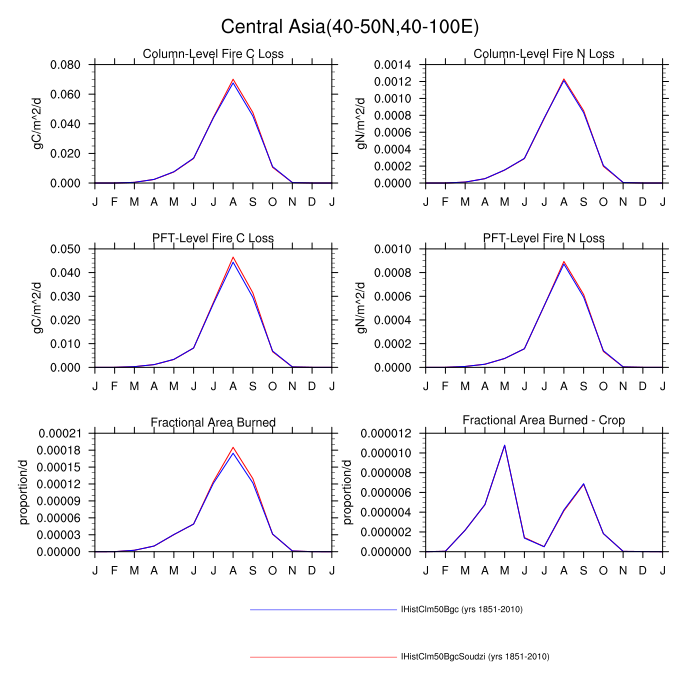 Central Asia(40-50N,40-100E)
Column-Level Fire C Loss
gC/m^2/d
0.080
0.060
0.040
0.020
0.000
J F M A M J J A S O N D J
Column-Level Fire N Loss
gN/m^2/d
0.0014
0.0012
0.0010
0.0008
0.0006
0.0004
0.0002
0.0000
J F M A M J J A S O N D J
PFT-Level Fire C Loss
gC/m^2/d
0.050
0.040
0.030
0.020
0.010
0.000
J F M A M J J A S O N D J
PFT-Level Fire N Loss
gN/m^2/d
0.0010
0.0008
0.0006
0.0004
0.0002
0.0000
J F M A M J J A S O N D J
Fractional Area Burned
proportion/d
0.00021
0.00018
0.00015
0.00012
0.00009
0.00006
0.00003
0.00000
J F M A M J J A S O N D J
Fractional Area Burned - Crop
proportion/d
0.000012
0.000010
0.000008
0.000006
0.000004
0.000002
0.000000
J F M A M J J A S O N D J
IHistClm50Bgc (yrs 1851-2010)
IHistClm50BgcSoudzi (yrs 1851-2010)